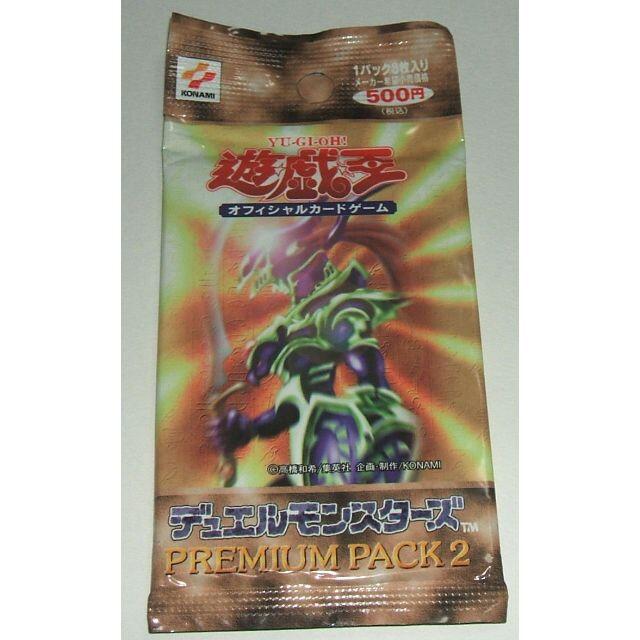 KONAMI
1パック8枚入り
メーカー希望小売価格
500円
(税込)
YU-GI-OH!
遊戯王
オフィシャルカードゲーム
©高橋和希/集英社 企画・制作/KONAMI
デュエルモンスターズ™
PREMIUM PACK 2